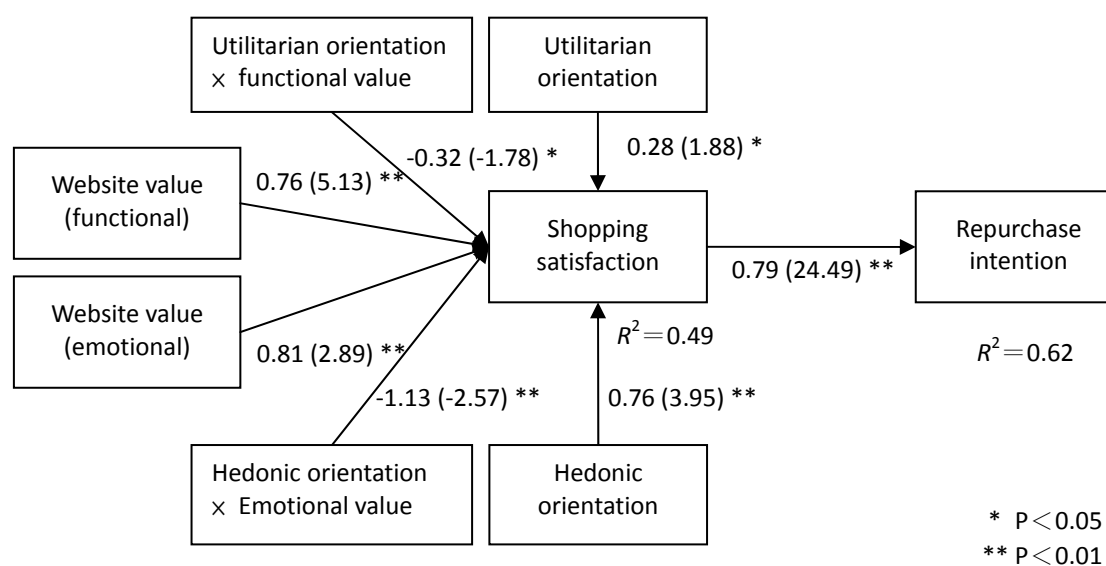 Utilitarian orientation
× functional value
Utilitarian
orientation
-0.32 (-1.78) *
0.28 (1.88) *
Website value
(functional)
0.76 (5.13) **
Shopping
satisfaction
Repurchase
intention
0.79 (24.49) **
Website value
(emotional)
0.81 (2.89) **
R²=0.49
R²=0.62
-1.13 (-2.57) **
0.76 (3.95) **
Hedonic orientation
× Emotional value
Hedonic
orientation
* P<0.05
** P<0.01